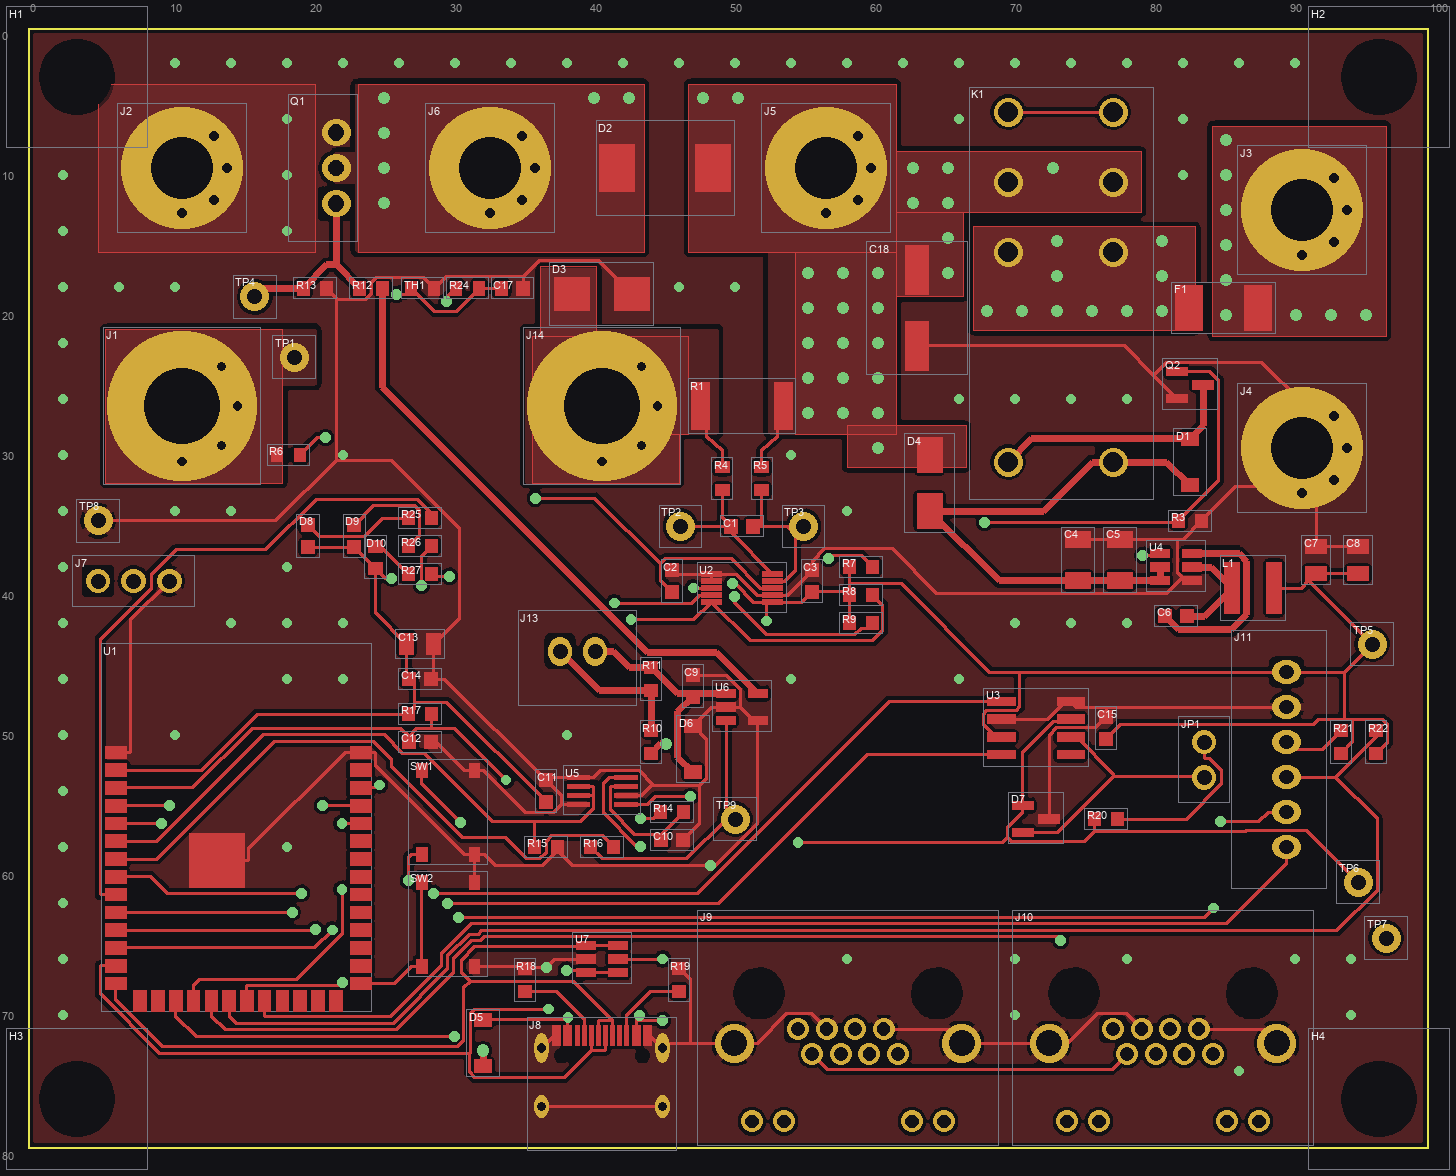 0 10 20 30 40 50 60 70 80 90 100
H1 H2
0
J2 Q1 J6 D2 J5 K1 J3
10
C18
TP4 R13 R12 TH1 R24 C17 D3 F1
20
J1 TP1 J14 R1 Q2 J4
30
R6 R4 R5 D4 D1
TP8 D8 D9 R25 TP2 C1 TP3 R3
D10 R26 C4 C5 U4 C7 C8
J7 R27 C2 U2 C3 R7 L1
40
R8
J13 R9 C6
U1 C13 J11 TP5
C14 R11 C9
R17 U6 U3 C15
50
C12 R10 D6 JP1 R21 R22
SW1 C11 U5
R14 TP9 D7 R20
R15 R16 C10
60
SW2 TP6
J9 J10 TP7
U7
R18 R19
70
H3 D5 J8 H4
80